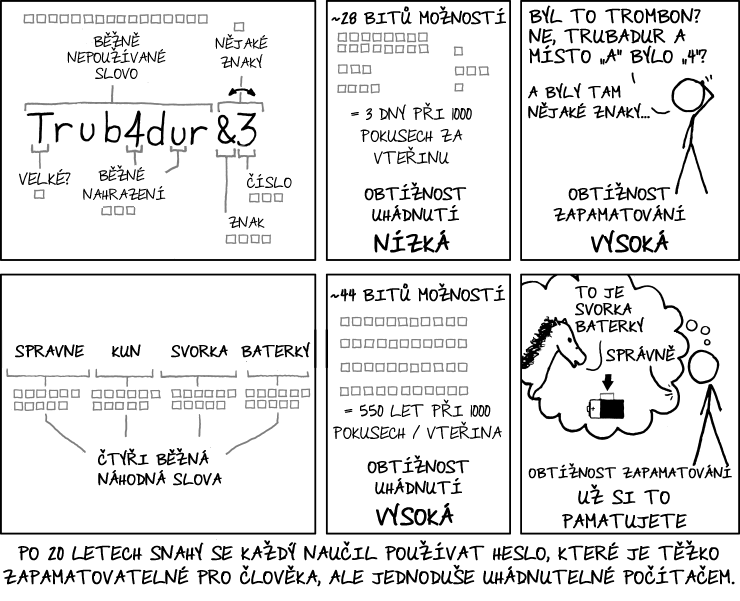 BĚŽNĚ
NEPOUŽÍVANÉ
SLOVO
NĚJAKÉ
ZNAKY
Trub4dur &3
VELKÉ?
BĚŽNÉ
NAHRAZENÍ
ČÍSLO
ZNAK
~28 BITŮ MOŽNOSTÍ
= 3 DNY PŘI 1000
POKUSECH ZA
VTEŘINU
OBTÍŽNOST
UHÁDNUTÍ
NÍZKÁ
BYL TO TROMBON?
NE, TRUBADUR A
MÍSTO „A" BYLO „4"?
A BYLY TAM
NĚJAKÉ ZNAKY...
OBTÍŽNOST
ZAPAMATOVÁNÍ
VYSOKÁ
SPRAVNE KUN SVORKA BATERKY
ČTYŘI BĚŽNÁ
NÁHODNÁ SLOVA
~44 BITŮ MOŽNOSTÍ
= 550 LET PŘI 1000
POKUSECH / VTEŘINA
OBTÍŽNOST
UHÁDNUTÍ
VYSOKÁ
TO JE
SVORKA
BATERKY
SPRÁVNĚ
OBTÍŽNOST ZAPAMATOVÁNÍ
UŽ SI TO
PAMATUJETE
PO 20 LETECH SNAHY SE KAŽDÝ NAUČIL POUŽÍVAT HESLO, KTERÉ JE TĚŽKO
ZAPAMATOVATELNÉ PRO ČLOVĚKA, ALE JEDNODUŠE UHÁDNUTELNÉ POČÍTAČEM.